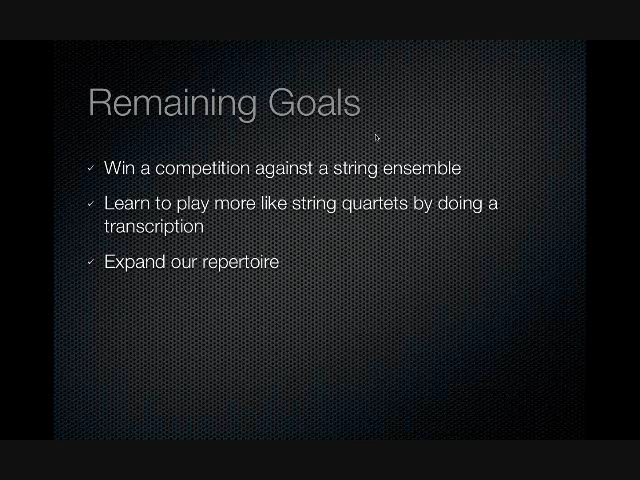 Remaining Goals
Win a competition against a string ensemble
Learn to play more like string quartets by doing a
transcription
Expand our repertoire